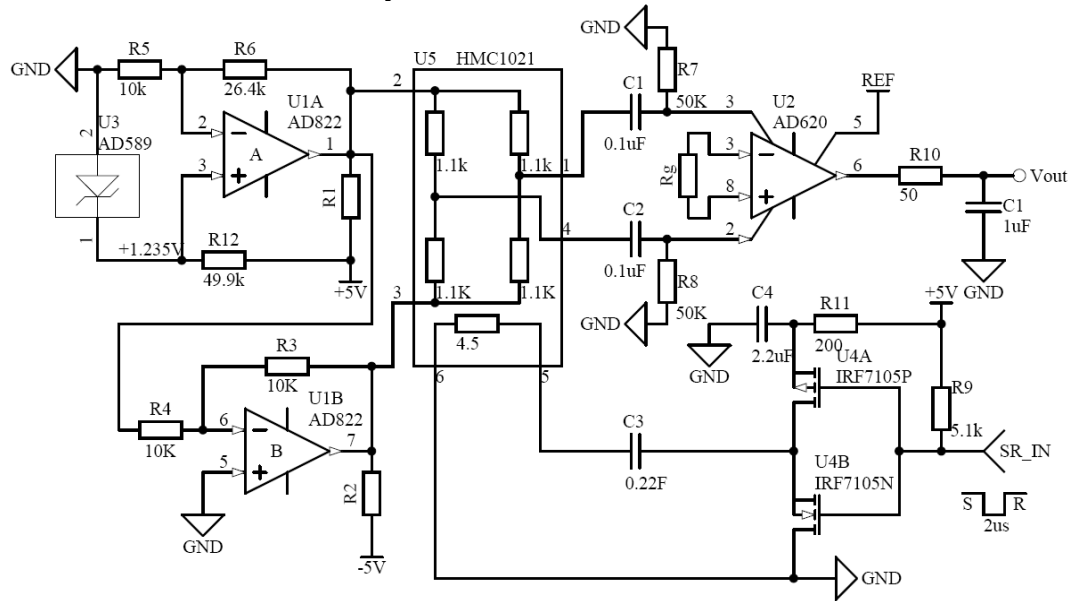 GND
R5
10k
R6
26.4k
U3
AD589
2
1
U1A
AD822
2
3
A
1
R1
+1.235V
R12
49.9k
+5V
U5
HMC1021
2
1
4
3
1.1k
1.1k
1.1K
1.1K
4.5
6
5
GND
R7
50K
C1
0.1uF
C2
0.1uF
R8
50K
GND
3
3
8
2
Rg
U2
AD620
REF
5
6
R10
50
Vout
C1
1uF
GND
R3
10K
R4
10K
U1B
AD822
6
5
B
7
R2
GND
-5V
C4
2.2uF
GND
R11
200
+5V
U4A
IRF7105P
R9
5.1k
SR_IN
C3
0.22F
U4B
IRF7105N
S
R
2us
GND